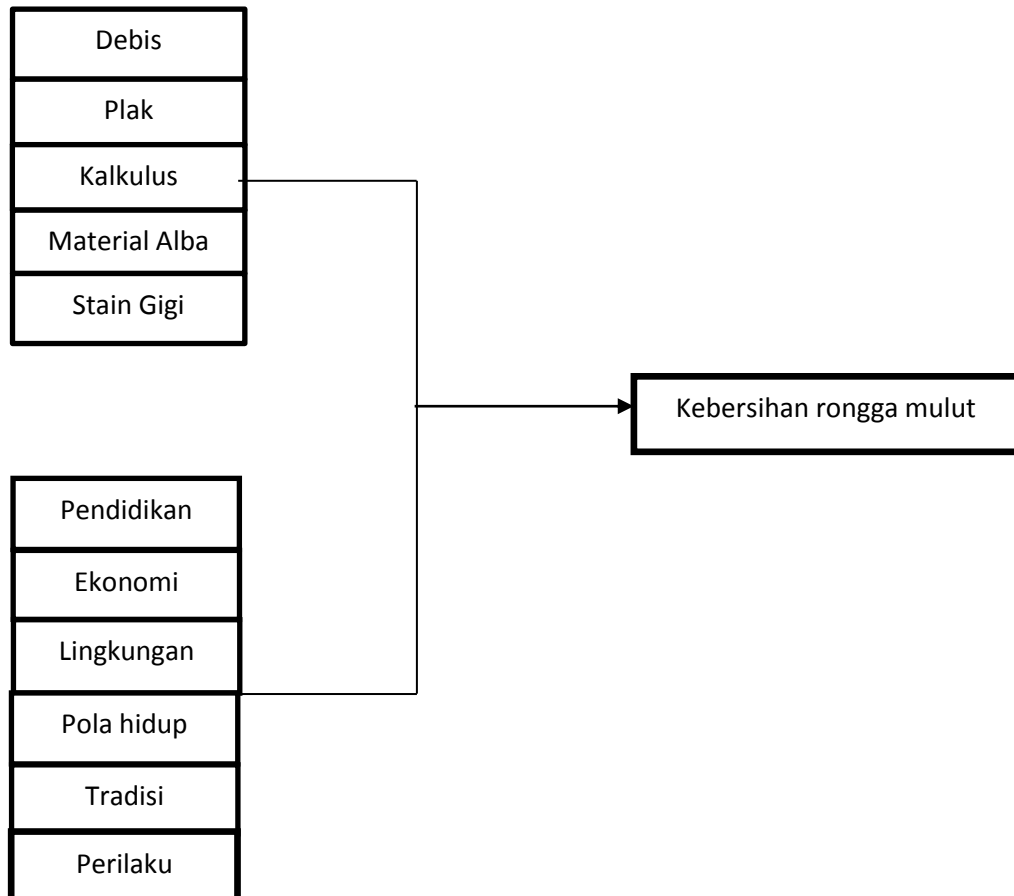 Debis
Plak
Kalkulus
Material Alba
Stain Gigi
Kebersihan rongga mulut
Pendidikan
Ekonomi
Lingkungan
Pola hidup
Tradisi
Perilaku